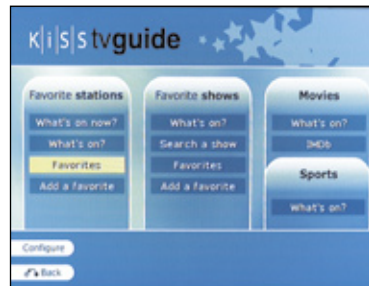 K|i|S|S tvguide
Favorite stations
What's on now?
What's on?
Favorites
Add a favorite
Favorite shows
What's on?
Search a show
Favorites
Add a favorite
Movies
What's on?
IMDb
Sports
What's on?
Configure
Back